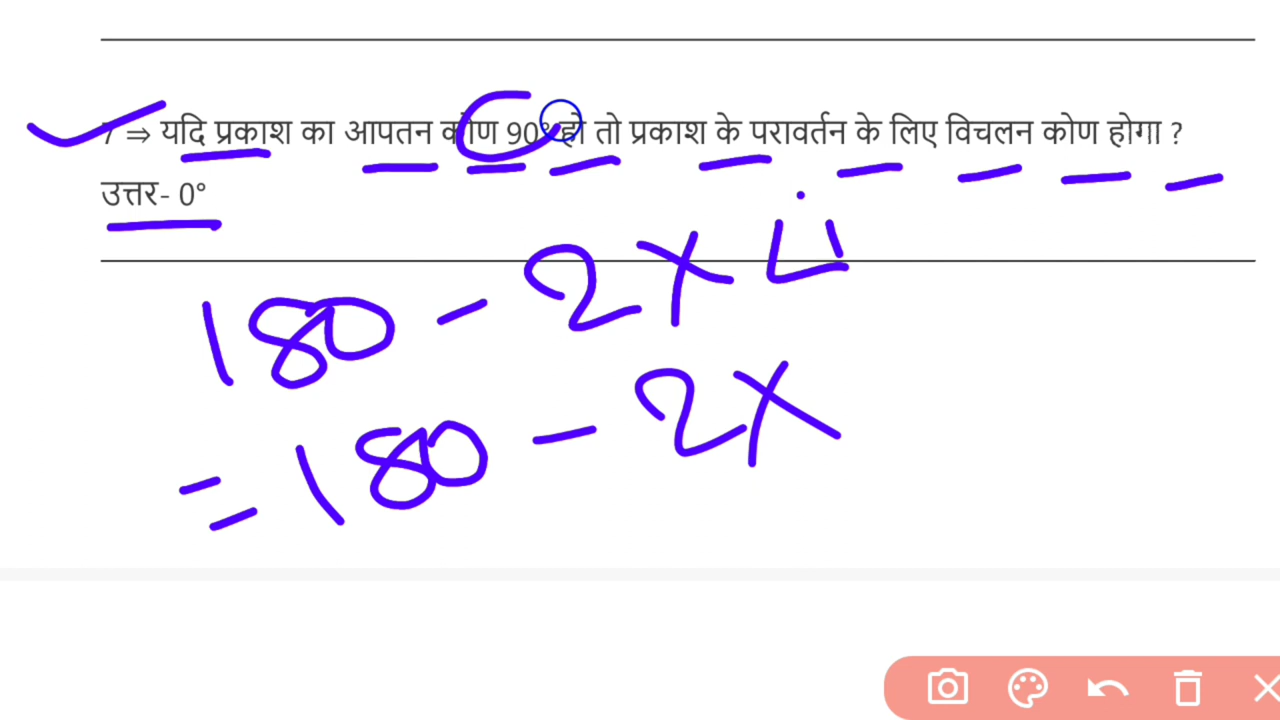 7 ⇒ यदि प्रकाश का आपतन कोण 90° हो तो प्रकाश के परावर्तन के लिए विचलन कोण होगा ?
उत्तर- 0°
180 - 2 X ∠i
= 180 - 2 X